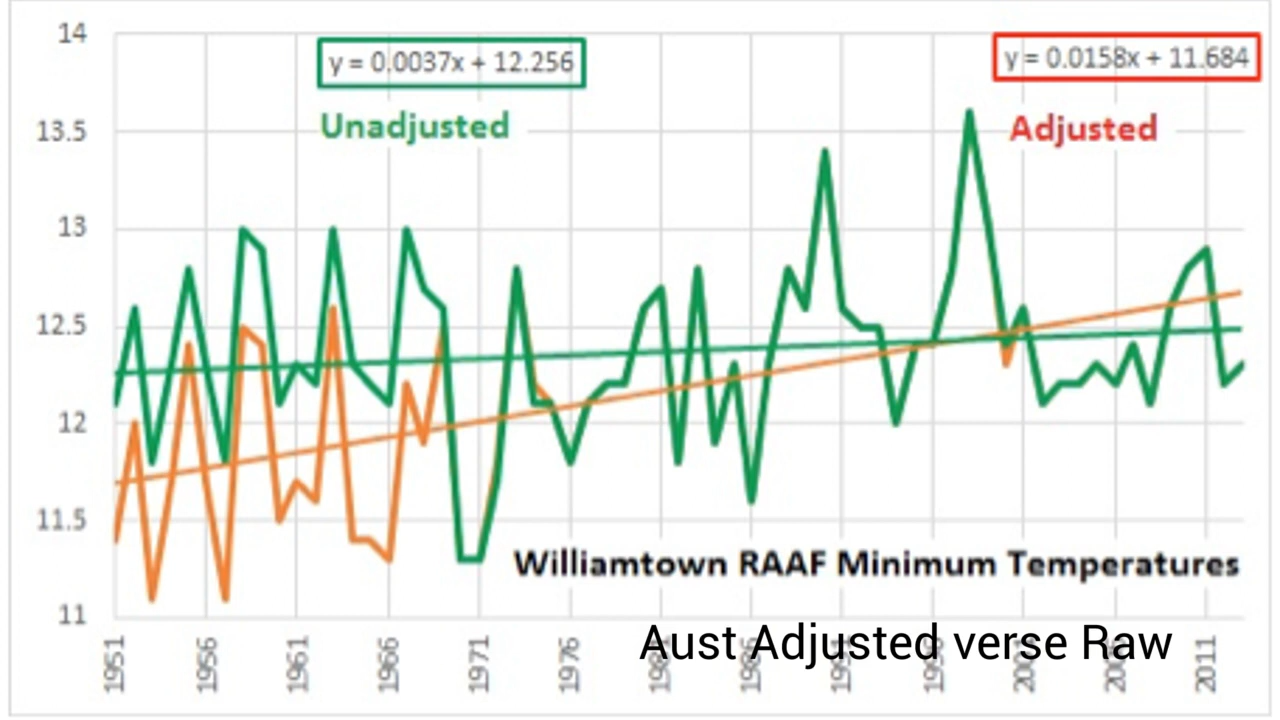 14
y = 0.0037x + 12.256
y = 0.0158x + 11.684
Unadjusted
Adjusted
13.5
13
12.5
12
11.5
Williamtown RAAF Minimum Temperatures
11
Aust Adjusted verse Raw
1951
1956
1961
1966
1971
1976
2011